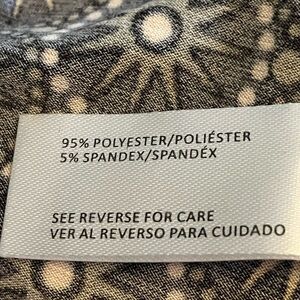 95% POLYESTER/POLIÉSTER
5% SPANDEX/SPANDÉX
SEE REVERSE FOR CARE
VER AL REVERSO PARA CUIDADO